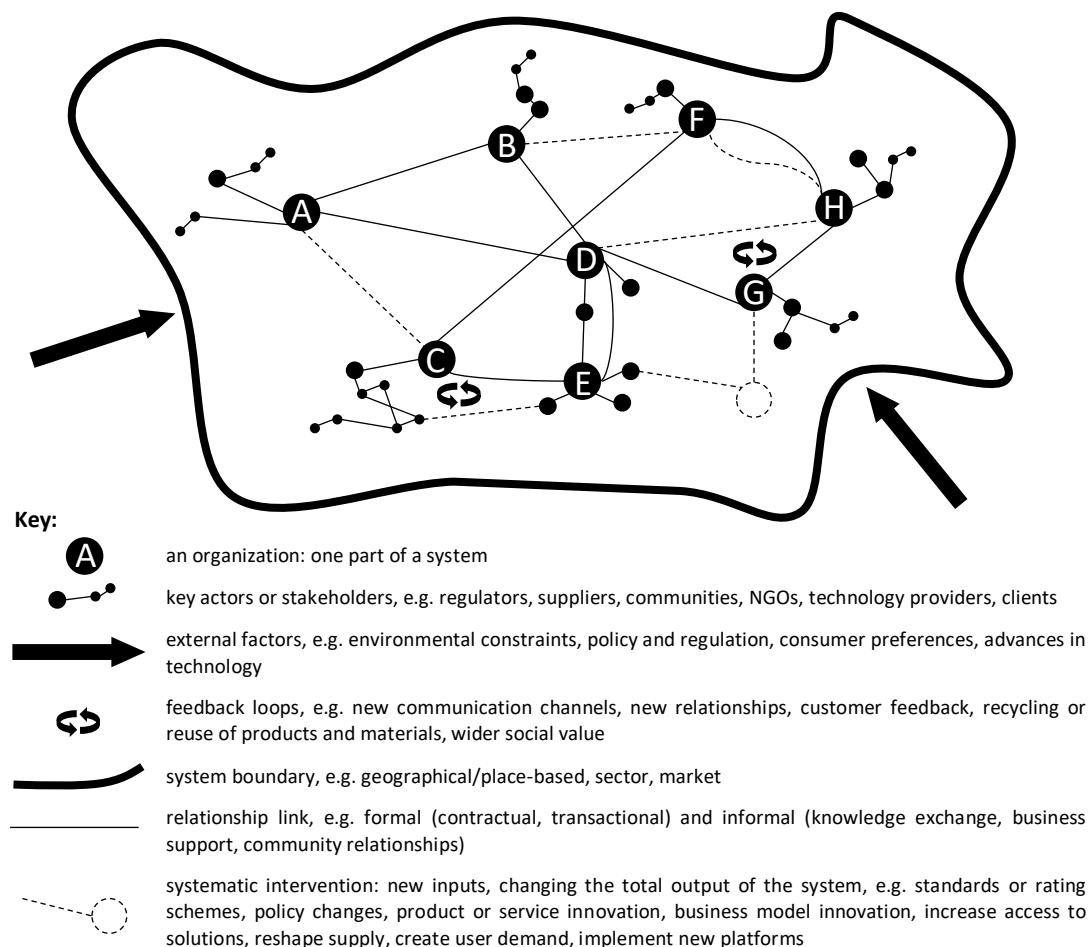 B
F
A
H
D
G
C
E
Key:
A
an organization: one part of a system
key actors or stakeholders, e.g. regulators, suppliers, communities, NGOs, technology providers, clients
external factors, e.g. environmental constraints, policy and regulation, consumer preferences, advances in
technology
feedback loops, e.g. new communication channels, new relationships, customer feedback, recycling or
reuse of products and materials, wider social value
system boundary, e.g. geographical/place-based, sector, market
relationship link, e.g. formal (contractual, transactional) and informal (knowledge exchange, business
support, community relationships)
systematic intervention: new inputs, changing the total output of the system, e.g. standards or rating
schemes, policy changes, product or service innovation, business model innovation, increase access to
solutions, reshape supply, create user demand, implement new platforms